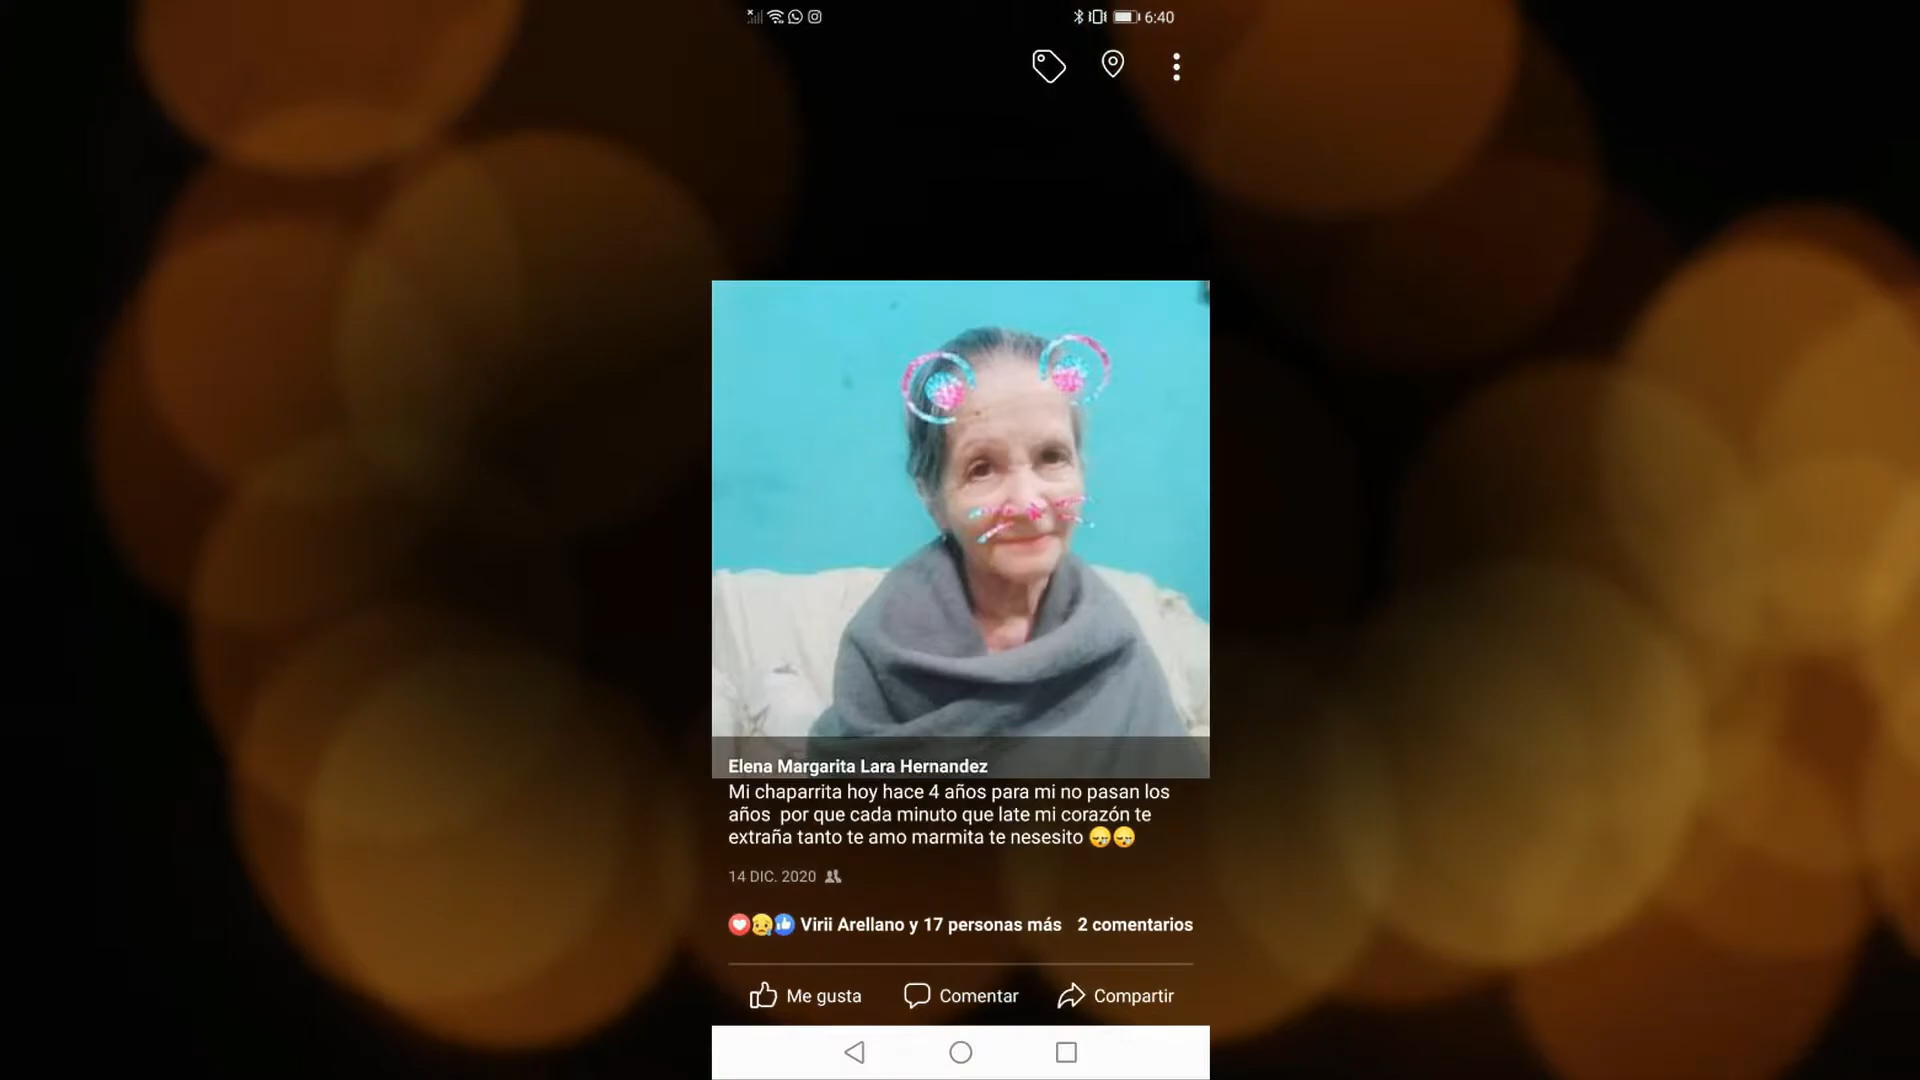 6:40
Elena Margarita Lara Hernandez
Mi chaparrita hoy hace 4 años para mi no pasan los
años  por que cada minuto que late mi corazón te
extraña tanto te amo marmita te nesesito 😪😪
14 DIC. 2020
Virii Arellano y 17 personas más 2 comentarios
Me gusta Comentar Compartir